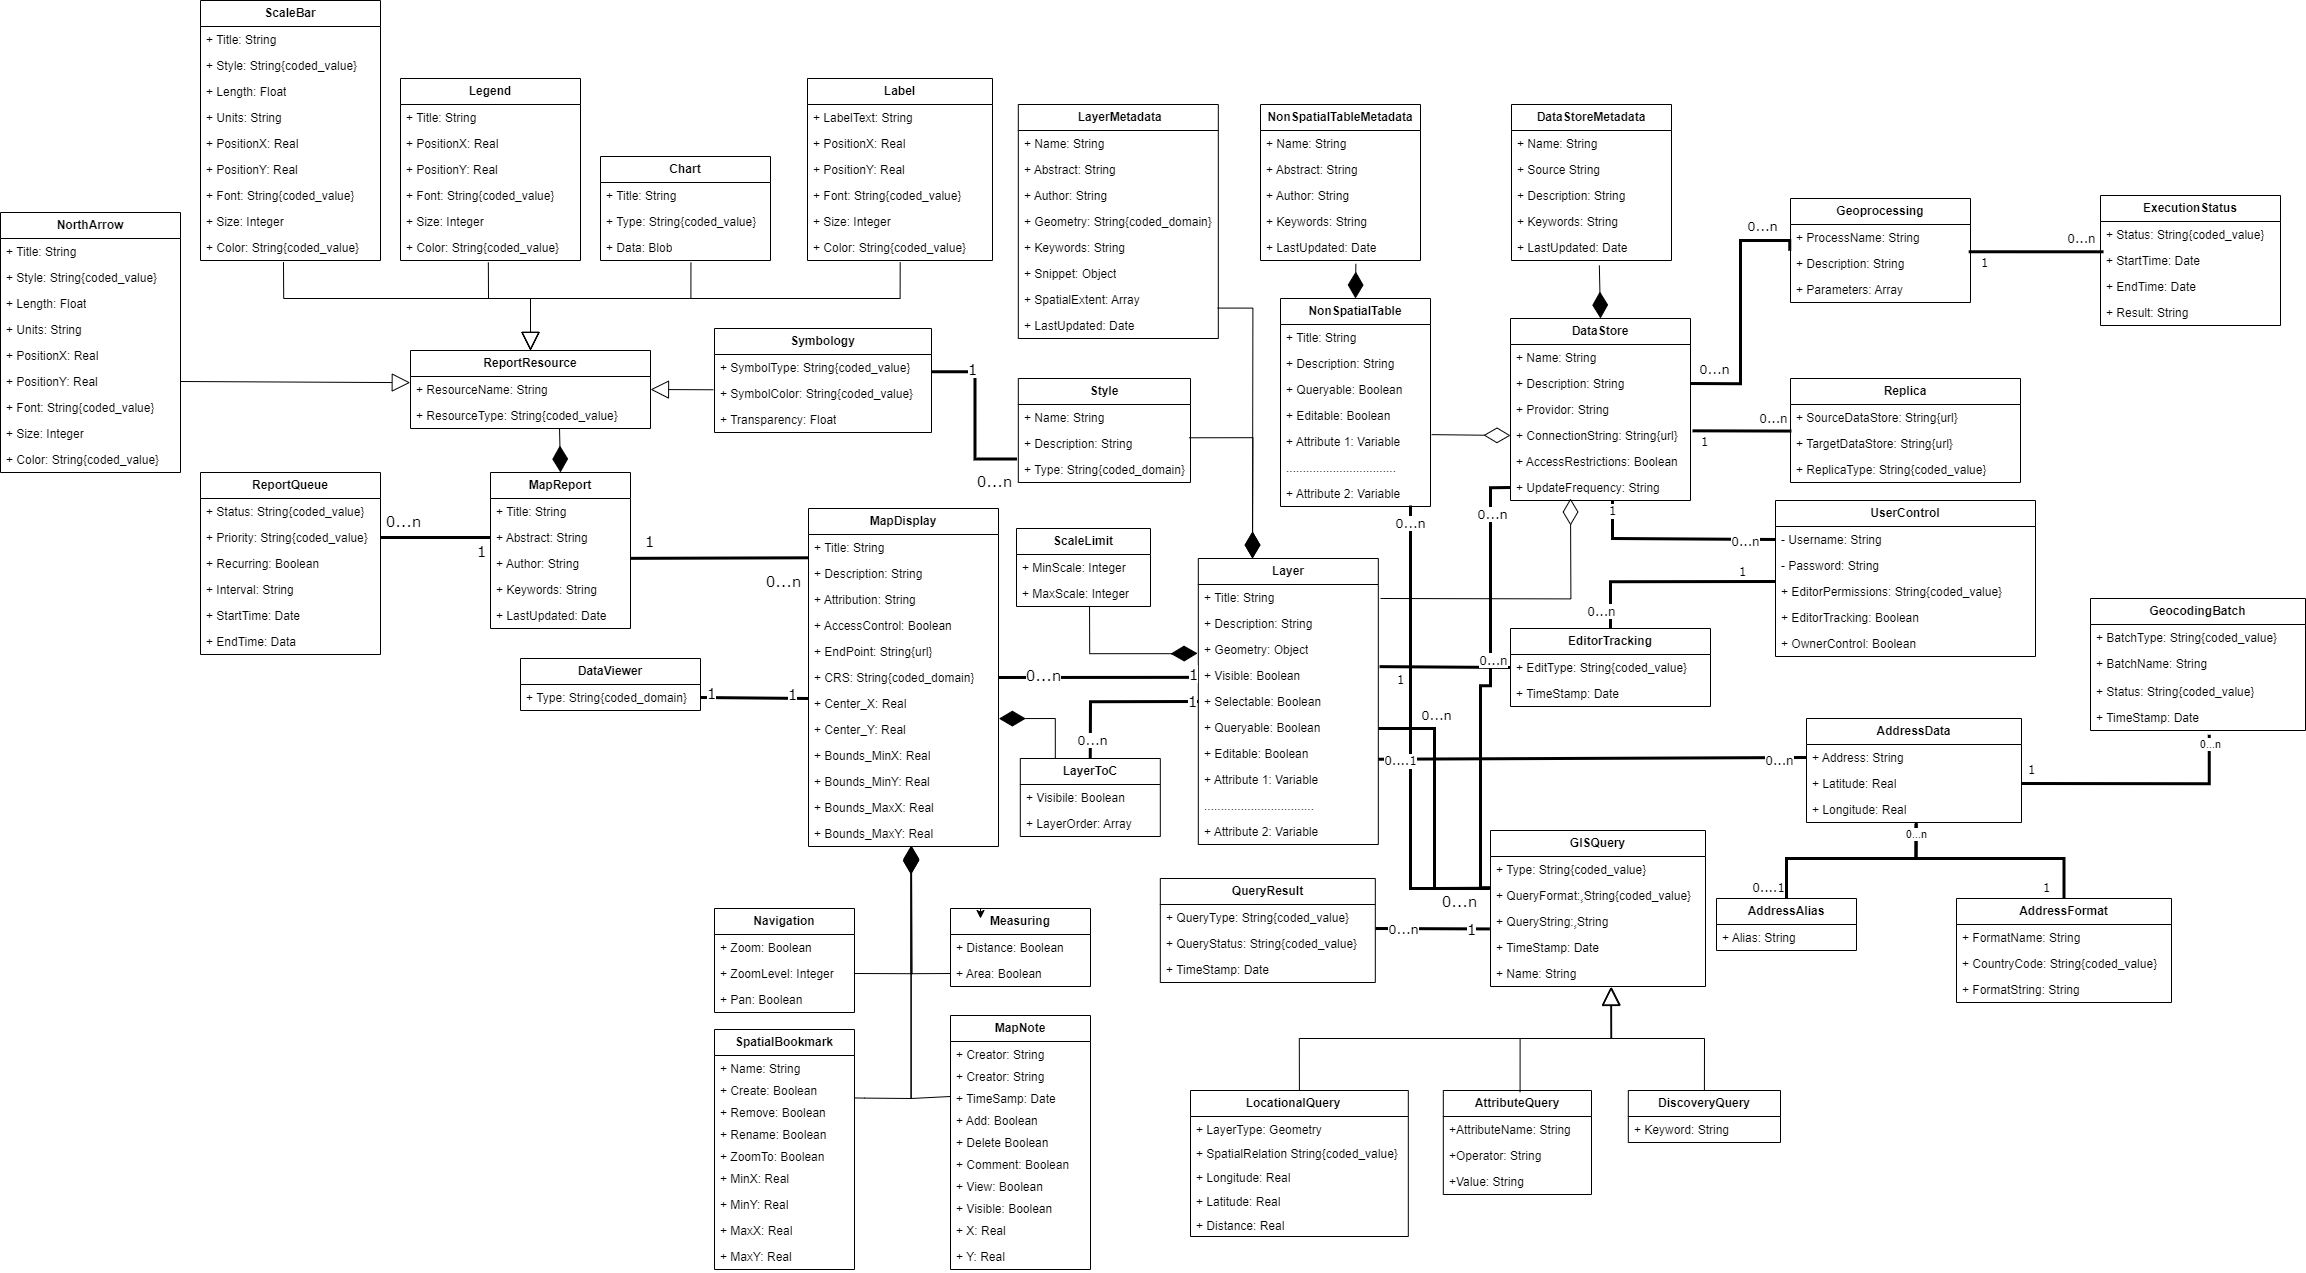 ScaleBar
+ Title: String
+ Style: String{coded_value}
+ Length: Float
+ Units: String
+ PositionX: Real
+ PositionY: Real
+ Font: String{coded_value}
+ Size: Integer
+ Color: String{coded_value}
Legend
+ Title: String
+ PositionX: Real
+ PositionY: Real
+ Font: String{coded_value}
+ Size: Integer
+ Color: String{coded_value}
Chart
+ Title: String
+ Type: String{coded_value}
+ Data: Blob
Label
+ LabelText: String
+ PositionX: Real
+ PositionY: Real
+ Font: String{coded_value}
+ Size: Integer
+ Color: String{coded_value}
LayerMetadata
+ Name: String
+ Abstract: String
+ Author: String
+ Geometry: String{coded_domain}
+ Keywords: String
+ Snippet: Object
+ SpatialExtent: Array
+ LastUpdated: Date
NonSpatialTableMetadata
+ Name: String
+ Abstract: String
+ Author: String
+ Keywords: String
+ LastUpdated: Date
DataStoreMetadata
+ Name: String
+ Source String
+ Description: String
+ Keywords: String
+ LastUpdated: Date
Geoprocessing
+ ProcessName: String
+ Description: String
+ Parameters: Array
ExecutionStatus
+ Status: String{coded_value}
+ StartTime: Date
+ EndTime: Date
+ Result: String
0...n
0...n
1
0...n
NorthArrow
+ Title: String
+ Style: String{coded_value}
+ Length: Float
+ Units: String
+ PositionX: Real
+ PositionY: Real
+ Font: String{coded_value}
+ Size: Integer
+ Color: String{coded_value}
ReportResource
+ ResourceName: String
+ ResourceType: String{coded_value}
Symbology
+ SymbolType: String{coded_value}
+ SymbolColor: String{coded_value}
+ Transparency: Float
1
0...n
Style
+ Name: String
+ Description: String
+ Type: String{coded_domain}
NonSpatialTable
+ Title: String
+ Description: String
+ Queryable: Boolean
+ Editable: Boolean
+ Attribute 1: Variable
.................................
+ Attribute 2: Variable
0...n
DataStore
+ Name: String
+ Description: String
+ Providor: String
+ ConnectionString: String{url}
+ AccessRestrictions: Boolean
+ UpdateFrequency: String
0...n
1
0...n
1
0...n
Replica
+ SourceDataStore: String{url}
+ TargetDataStore: String{url}
+ ReplicaType: String{coded_value}
UserControl
- Username: String
- Password: String
+ EditorPermissions: String{coded_value}
+ EditorTracking: Boolean
+ OwnerControl: Boolean
1
0...n
ReportQueue
+ Status: String{coded_value}
+ Priority: String{coded_value}
+ Recurring: Boolean
+ Interval: String
+ StartTime: Date
+ EndTime: Data
0...n
1
MapReport
+ Title: String
+ Abstract: String
+ Author: String
+ Keywords: String
+ LastUpdated: Date
1
0...n
DataViewer
+ Type: String{coded_domain}
1
1
MapDisplay
+ Title: String
+ Description: String
+ Attribution: String
+ AccessControl: Boolean
+ EndPoint: String{url}
+ CRS: String{coded_domain}
+ Center_X: Real
+ Center_Y: Real
+ Bounds_MinX: Real
+ Bounds_MinY: Real
+ Bounds_MaxX: Real
+ Bounds_MaxY: Real
ScaleLimit
+ MinScale: Integer
+ MaxScale: Integer
0...n
1
1
0...n
LayerToC
+ Visibile: Boolean
+ LayerOrder: Array
Layer
+ Title: String
+ Description: String
+ Geometry: Object
+ Visible: Boolean
+ Selectable: Boolean
+ Queryable: Boolean
+ Editable: Boolean
+ Attribute 1: Variable
.................................
+ Attribute 2: Variable
EditorTracking
+ EditType: String{coded_value}
+ TimeStamp: Date
0...n
1
0...n
0....1
0...n
GeocodingBatch
+ BatchType: String{coded_value}
+ BatchName: String
+ Status: String{coded_value}
+ TimeStamp: Date
0...n
1
AddressData
+ Address: String
+ Latitude: Real
+ Longitude: Real
0...n
0....1
1
AddressAlias
+ Alias: String
AddressFormat
+ FormatName: String
+ CountryCode: String{coded_value}
+ FormatString: String
GISQuery
+ Type: String{coded_value}
+ QueryFormat:,String{coded_value}
+ QueryString:,String
+ TimeStamp: Date
+ Name: String
0...n
0...n
1
QueryResult
+ QueryType: String{coded_value}
+ QueryStatus: String{coded_value}
+ TimeStamp: Date
Navigation
+ Zoom: Boolean
+ ZoomLevel: Integer
+ Pan: Boolean
Measuring
+ Distance: Boolean
+ Area: Boolean
SpatialBookmark
+ Name: String
+ Create: Boolean
+ Remove: Boolean
+ Rename: Boolean
+ ZoomTo: Boolean
+ MinX: Real
+ MinY: Real
+ MaxX: Real
+ MaxY: Real
MapNote
+ Creator: String
+ Creator: String
+ TimeSamp: Date
+ Add: Boolean
+ Delete Boolean
+ Comment: Boolean
+ View: Boolean
+ Visible: Boolean
+ X: Real
+ Y: Real
LocationalQuery
+ LayerType: Geometry
+ SpatialRelation String{coded_value}
+ Longitude: Real
+ Latitude: Real
+ Distance: Real
AttributeQuery
+AttributeName: String
+Operator: String
+Value: String
DiscoveryQuery
+ Keyword: String